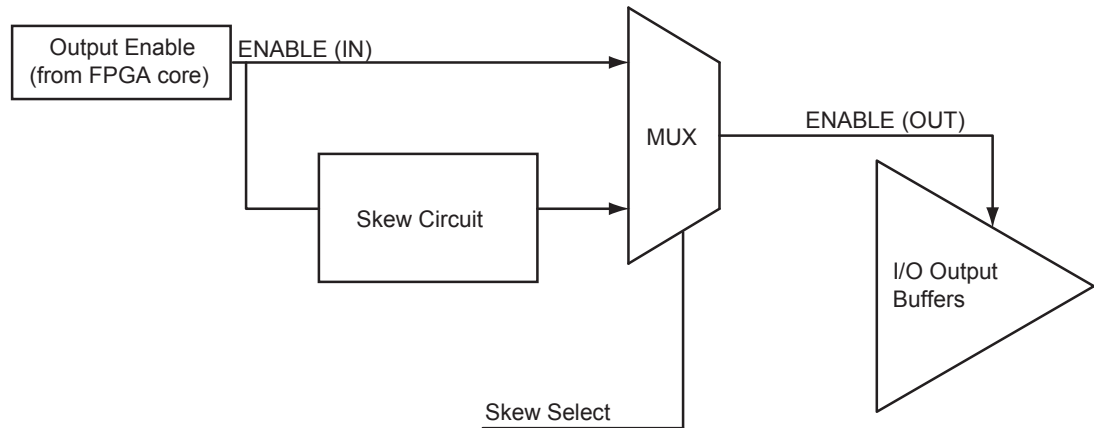 Output Enable
(from FPGA core)
ENABLE (IN)
MUX
ENABLE (OUT)
Skew Circuit
I/O Output
Buffers
Skew Select